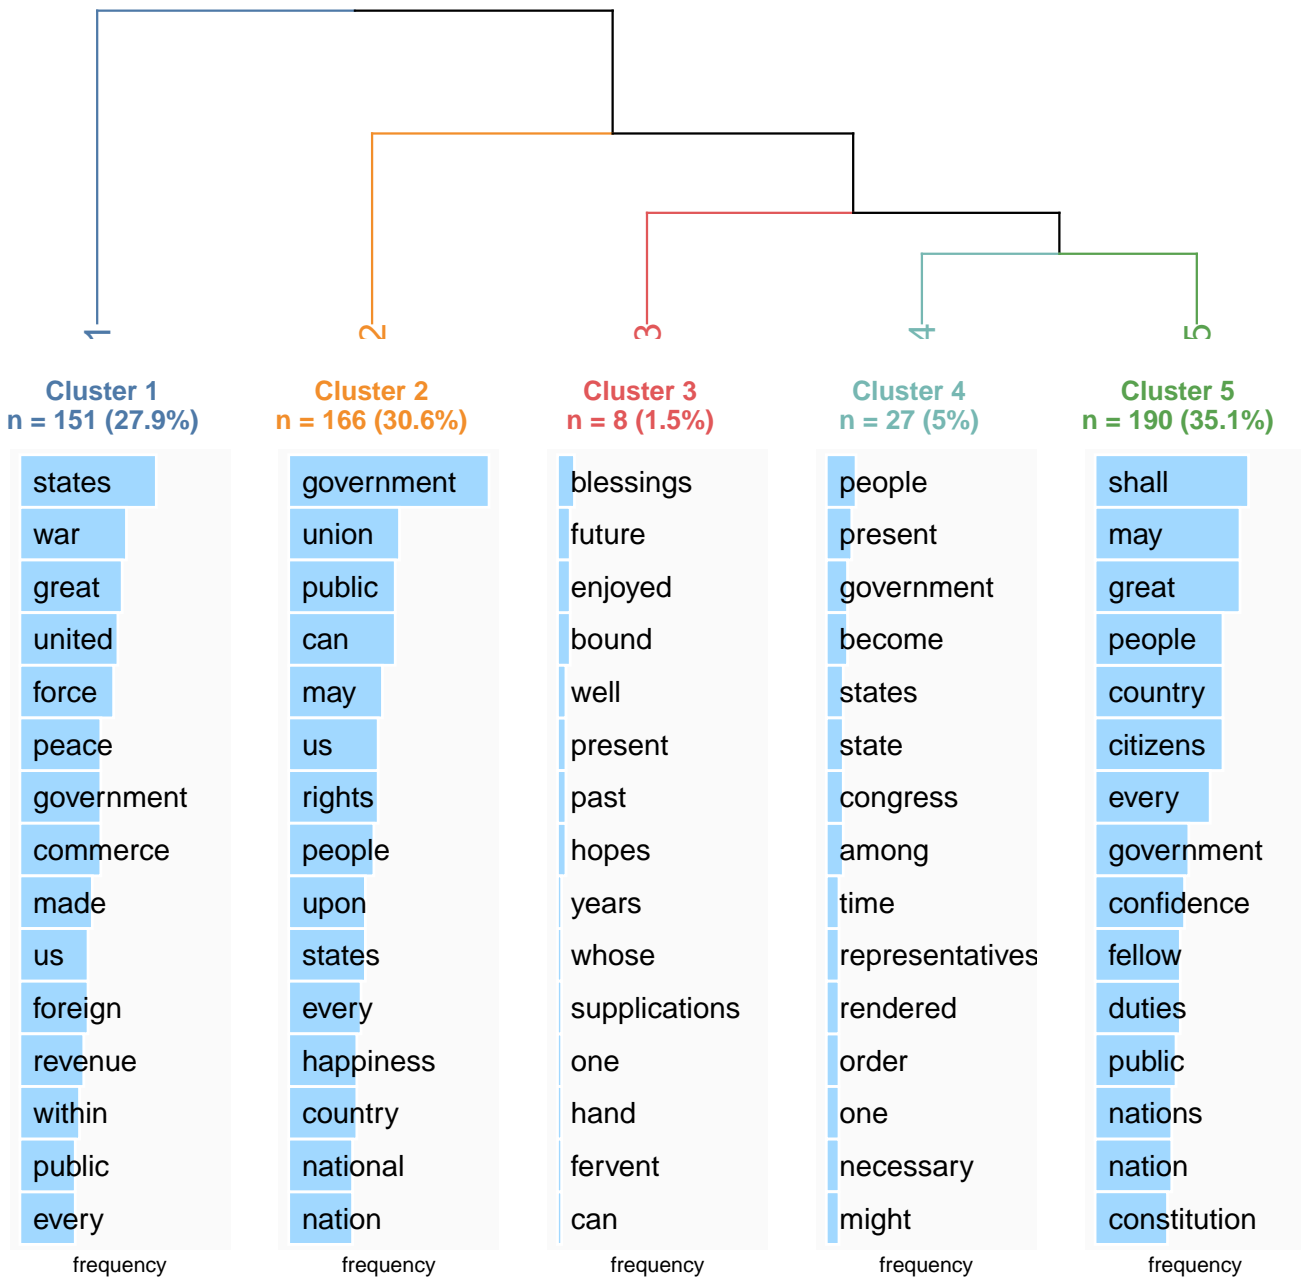 1
2
3
4
5
Cluster 1
n = 151 (27.9%)
Cluster 2
n = 166 (30.6%)
Cluster 3
n = 8 (1.5%)
Cluster 4
n = 27 (5%)
Cluster 5
n = 190 (35.1%)
states
war
great
united
force
peace
government
commerce
made
us
foreign
revenue
within
public
every
frequency
government
union
public
can
may
us
rights
people
upon
states
every
happiness
country
national
nation
frequency
blessings
future
enjoyed
bound
well
present
past
hopes
years
whose
supplications
one
hand
fervent
can
frequency
people
present
government
become
states
state
congress
among
time
representatives
rendered
order
one
necessary
might
frequency
shall
may
great
people
country
citizens
every
government
confidence
fellow
duties
public
nations
nation
constitution
frequency